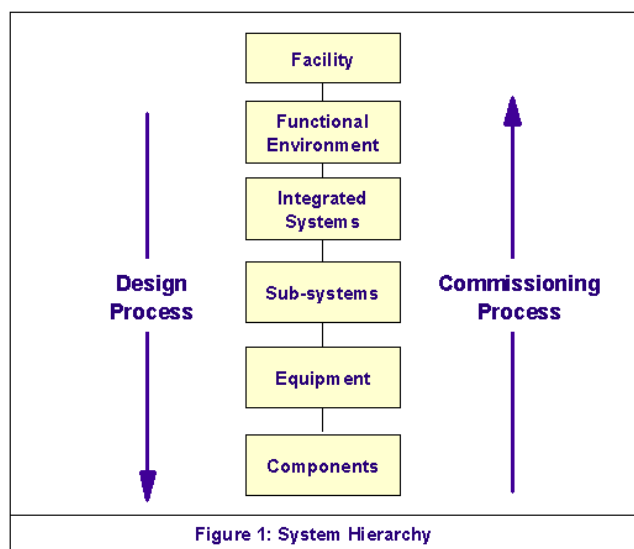 Facility
Functional
Environment
Integrated
Systems
Design
Process
Sub-systems
Commissioning
Process
Equipment
Components
Figure 1: System Hierarchy